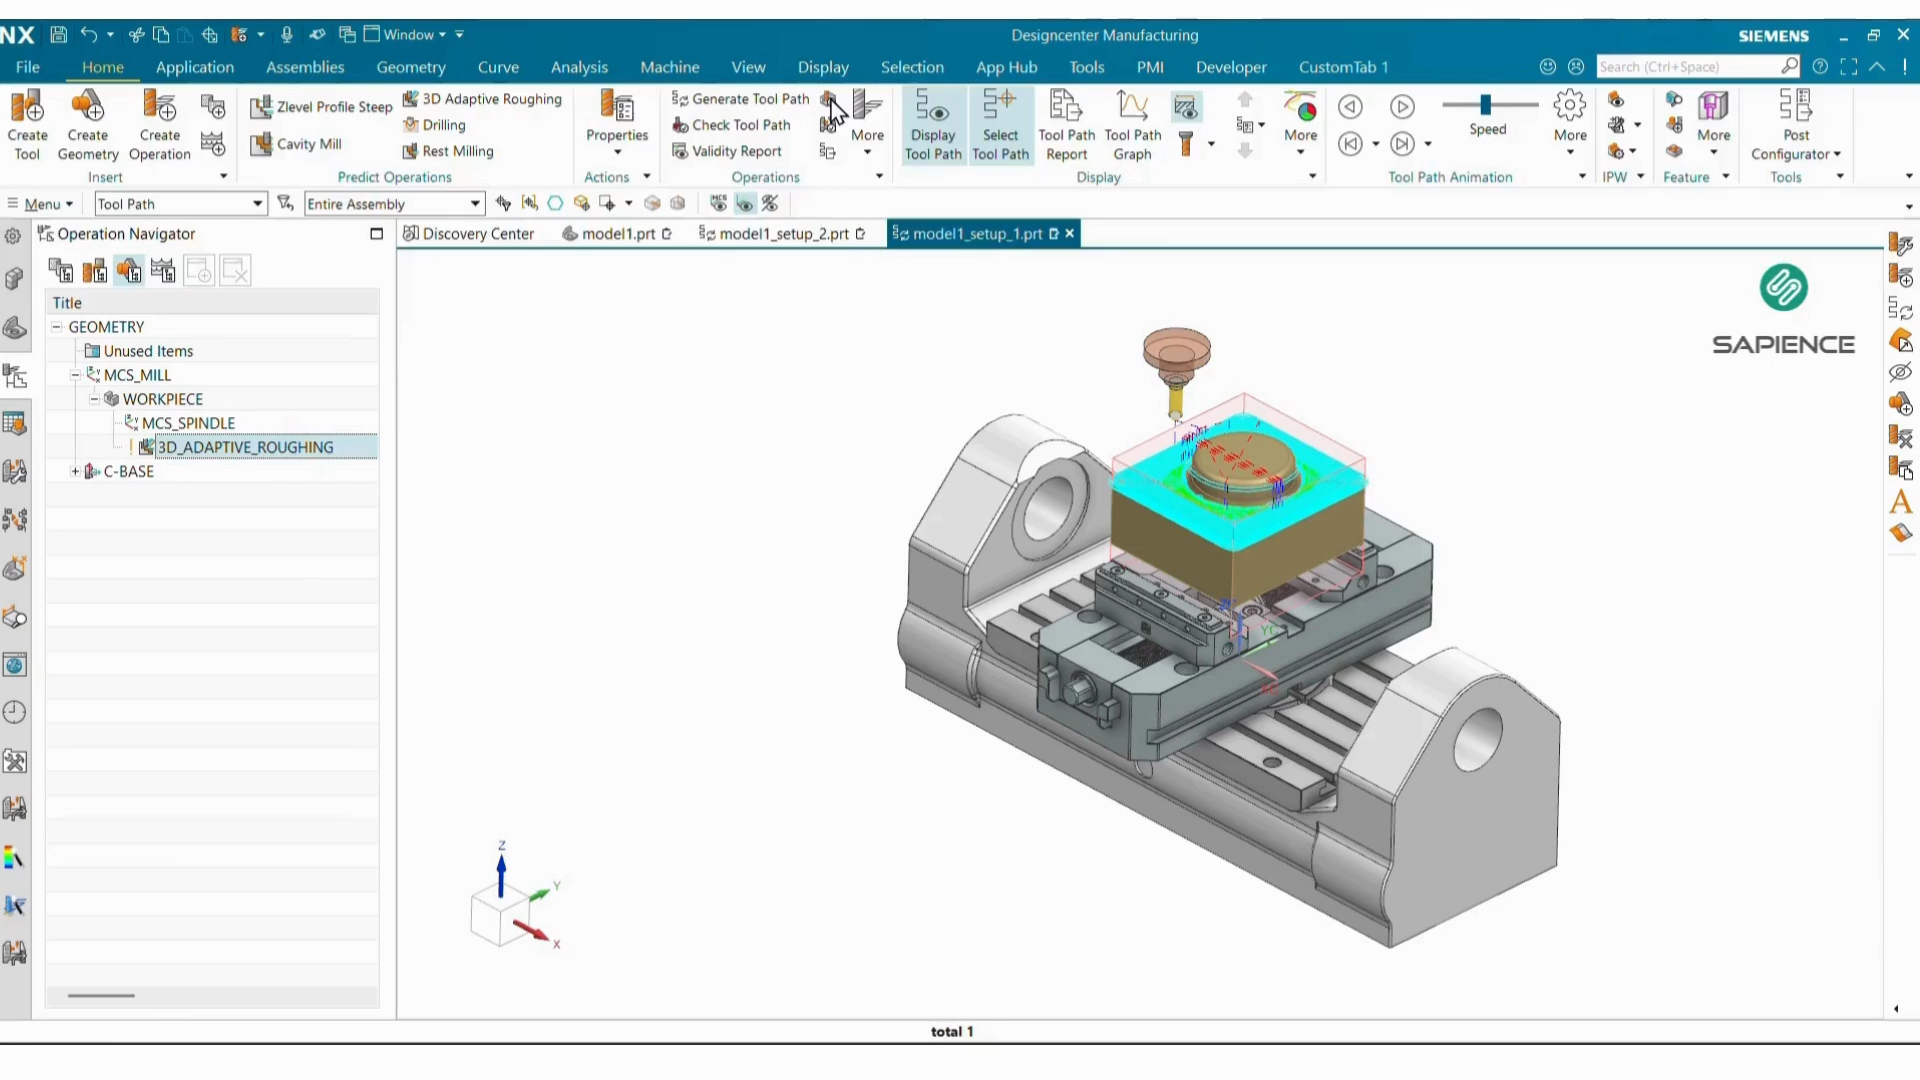 NX Window Designcenter Manufacturing SIEMENS
File Home Application Assemblies Geometry Curve Analysis Machine View Display Selection App Hub Tools PMI Developer CustomTab 1 Search (Ctrl+Space)
Create Tool
Create Geometry
Create Operation
Insert
Zlevel Profile Steep
Cavity Mill
3D Adaptive Roughing
Drilling
Rest Milling
Predict Operations
Properties
Actions
Generate Tool Path
Check Tool Path
Validity Report
More
Operations
Display Tool Path
Select Tool Path
Tool Path Report
Tool Path Graph
More
Display
Speed
More
Tool Path Animation
IPW
More
Feature
Post Configurator
Tools
Menu Tool Path Entire Assembly MCS
Operation Navigator
Discovery Center model1.prt model1_setup_2.prt model1_setup_1.prt
Title
GEOMETRY
Unused Items
MCS_MILL
WORKPIECE
MCS_SPINDLE
3D_ADAPTIVE_ROUGHING
C-BASE
SAPIENCE
YC
Z
Y
X
total 1